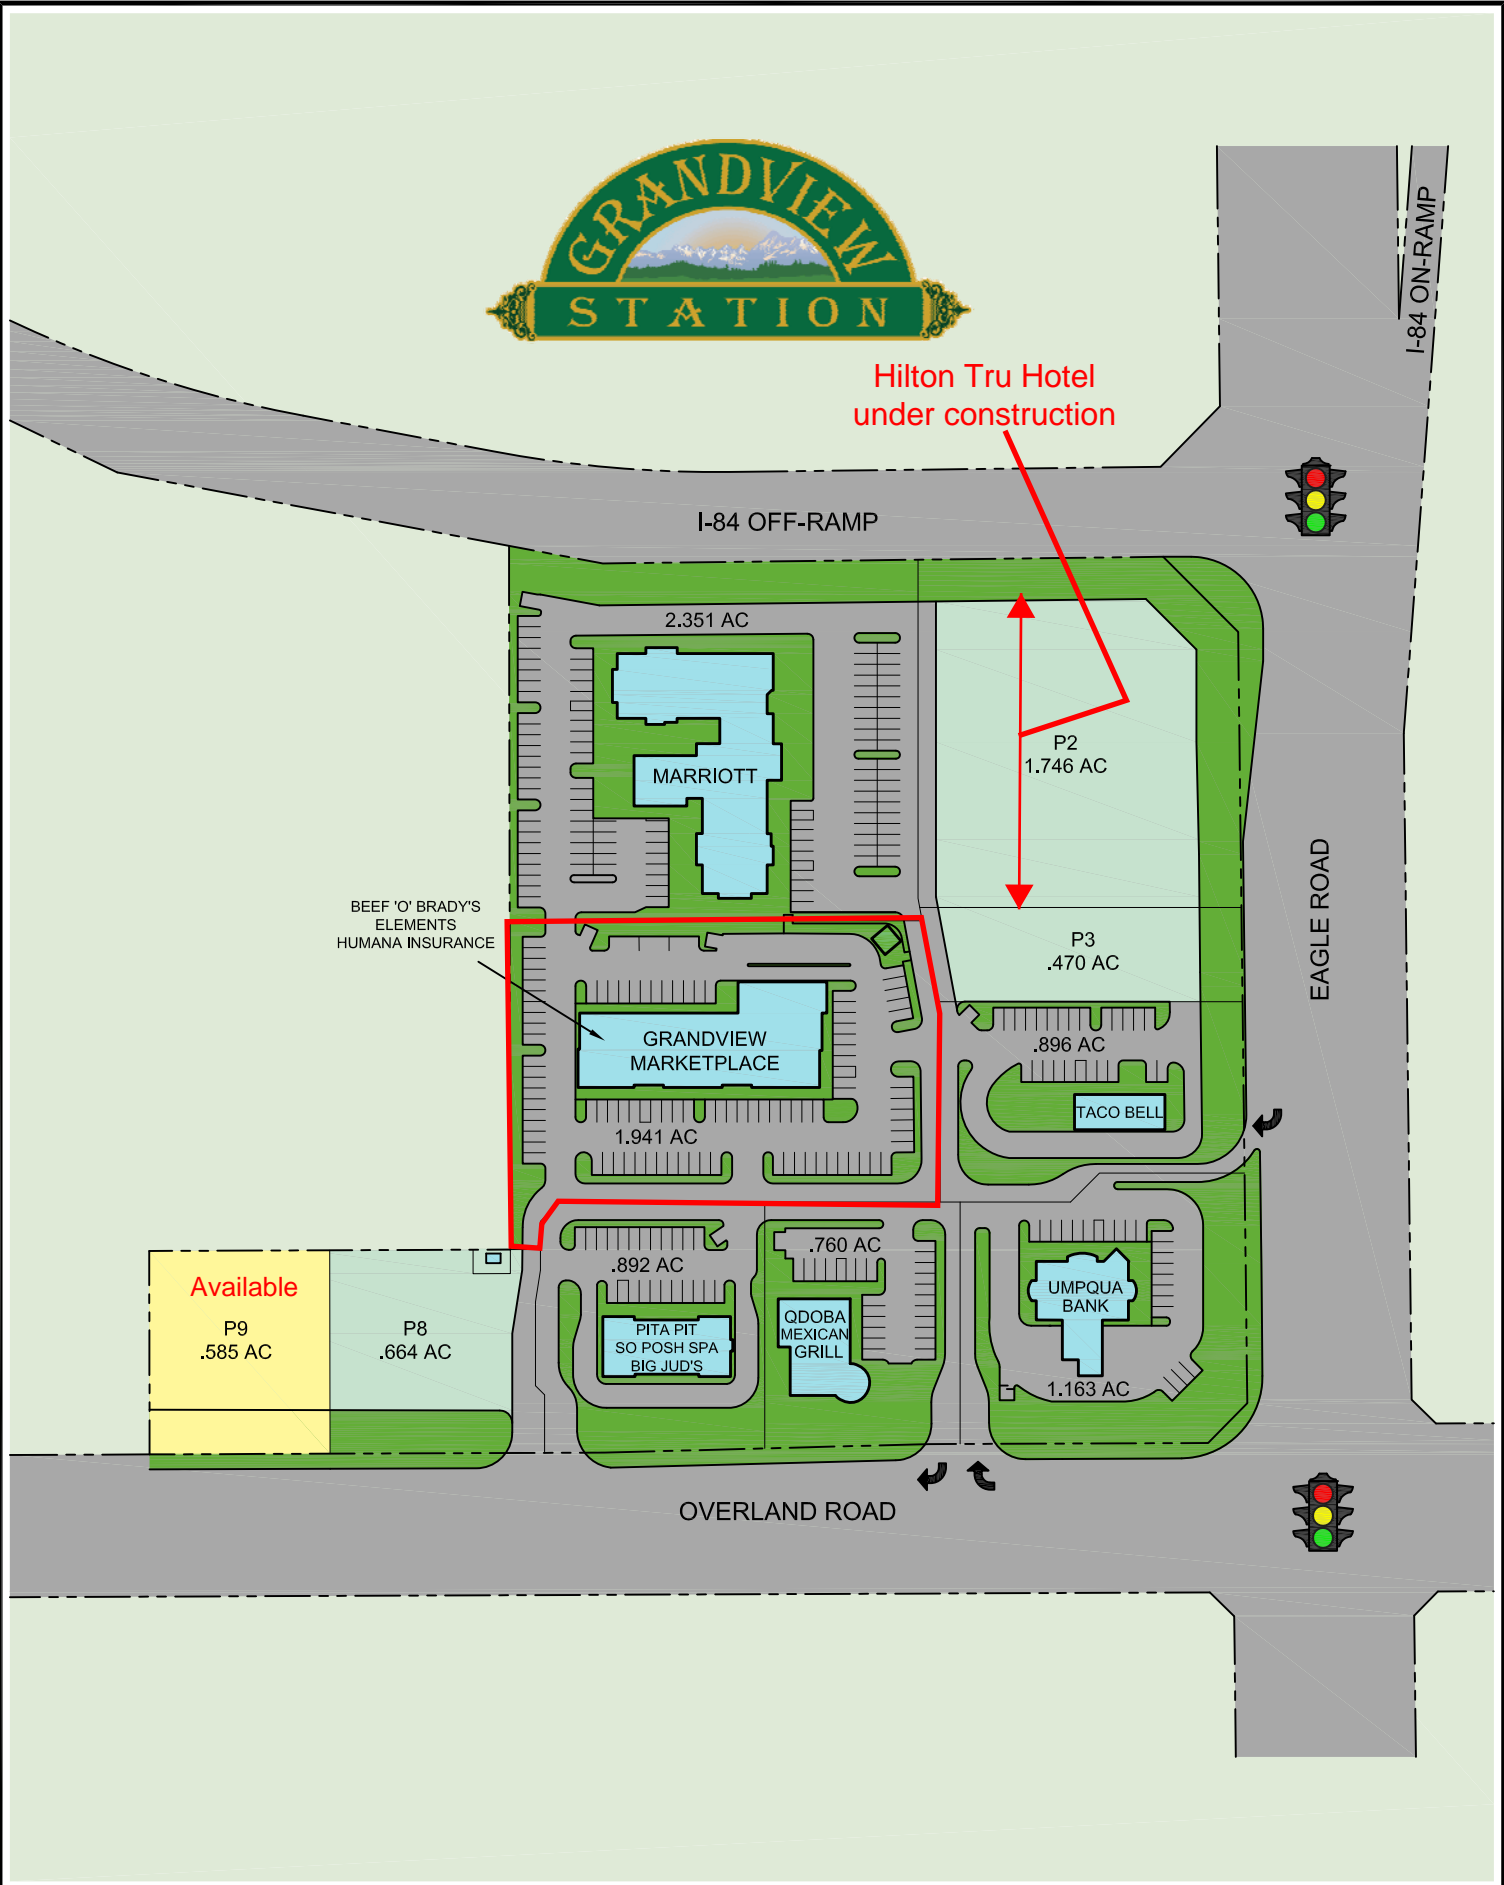 GRANDVIEW
STATION
I-84 ON-RAMP
Hilton Tru Hotel
under construction
I-84 OFF-RAMP
2.351 AC
MARRIOTT
P2
1.746 AC
EAGLE ROAD
BEEF 'O' BRADY'S
ELEMENTS
HUMANA INSURANCE
P3
.470 AC
GRANDVIEW
MARKETPLACE
.896 AC
TACO BELL
1.941 AC
.892 AC
.760 AC
Available
P9
.585 AC
P8
.664 AC
PITA PIT
SO POSH SPA
BIG JUD'S
QDOBA
MEXICAN
GRILL
UMPQUA
BANK
1.163 AC
OVERLAND ROAD